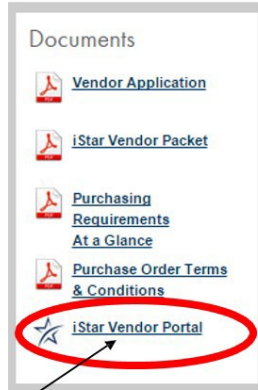 Documents
Vendor Application
iStar Vendor Packet
Purchasing
Requirements
At a Glance
Purchase Order Terms
& Conditions
iStar Vendor Portal